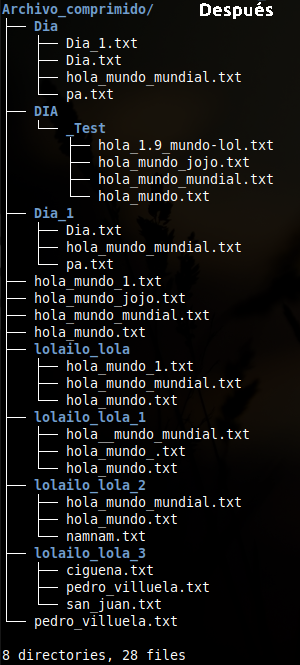 Archivo_comprimido/ Después
├── Dia
│   ├── Dia_1.txt
│   ├── Dia.txt
│   ├── hola_mundo_mundial.txt
│   └── pa.txt
├── DIA
│   └── _Test
│       ├── hola_1.9_mundo-lol.txt
│       ├── hola_mundo_jojo.txt
│       ├── hola_mundo_mundial.txt
│       └── hola_mundo.txt
├── Dia_1
│   ├── Dia.txt
│   ├── hola_mundo_mundial.txt
│   └── pa.txt
├── hola_mundo_1.txt
├── hola_mundo_jojo.txt
├── hola_mundo_mundial.txt
├── hola_mundo.txt
├── lolailo_lola
│   ├── hola_mundo_1.txt
│   ├── hola_mundo_mundial.txt
│   └── hola_mundo.txt
├── lolailo_lola_1
│   ├── hola__mundo_mundial.txt
│   ├── hola_mundo_.txt
│   └── hola_mundo.txt
├── lolailo_lola_2
│   ├── hola_mundo_mundial.txt
│   ├── hola_mundo.txt
│   └── namnam.txt
├── lolailo_lola_3
│   ├── ciguena.txt
│   ├── pedro_villuela.txt
│   └── san_juan.txt
└── pedro_villuela.txt
8 directories, 28 files